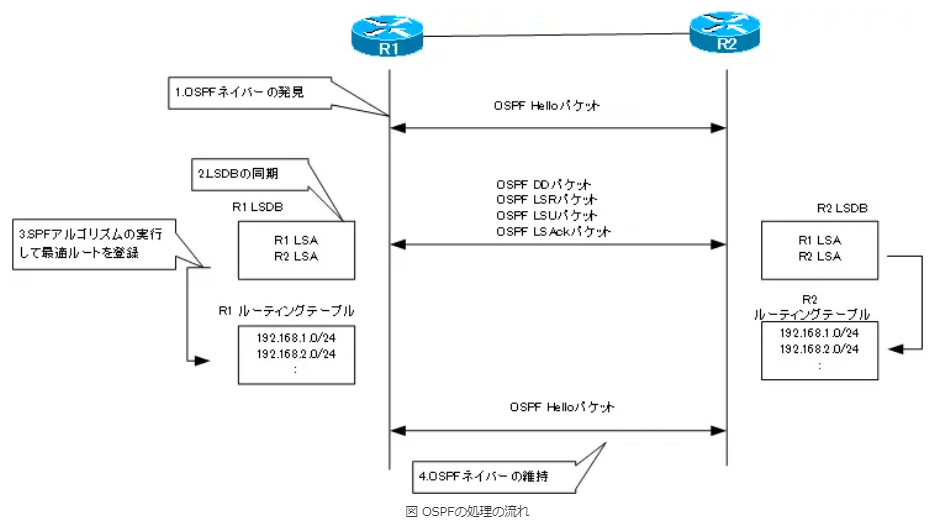 R1
R2
1.OSPFネイバーの発見
OSPF Helloパケット
2.LSDBの同期
OSPF DDパケット
OSPF LSRパケット
OSPF LSUパケット
OSPF LSAckパケット
R1 LSDB
R1 LSA
R2 LSA
R2 LSDB
R1 LSA
R2 LSA
3.SPFアルゴリズムの実行
して最適ルートを登録
R1 ルーティングテーブル
192.168.1.0/24
192.168.2.0/24
:
R2
ルーティングテーブル
192.168.1.0/24
192.168.2.0/24
:
OSPF Helloパケット
4.OSPFネイバーの維持
図 OSPFの処理の流れ